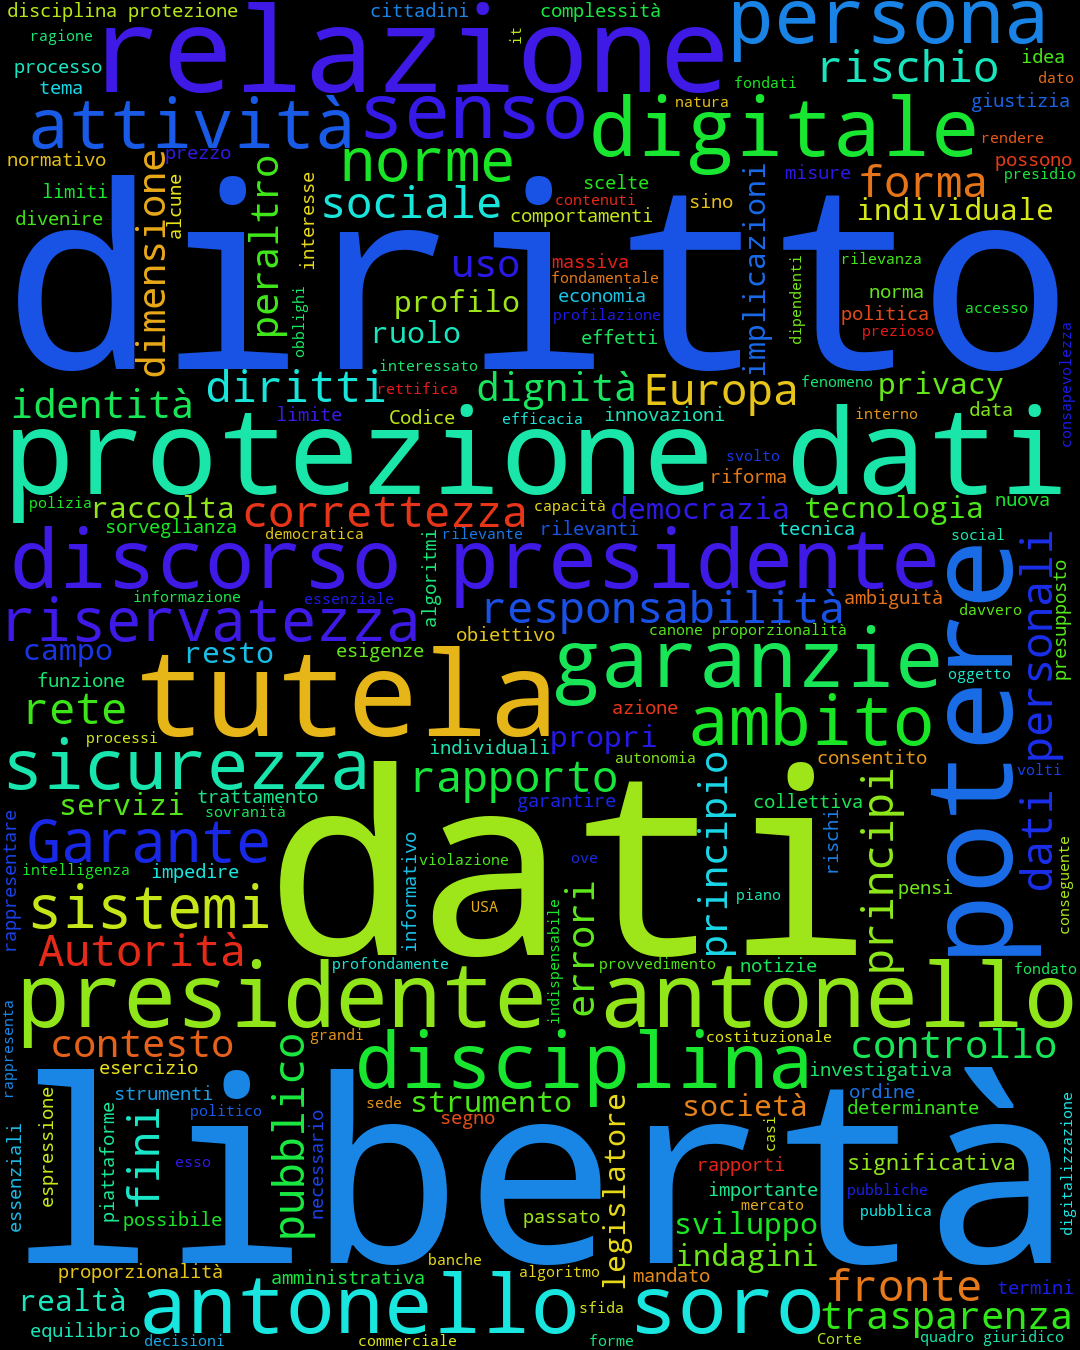 disciplina protezione
cittadini
complessità
persona
relazione
ragione
it
processo
tema
rischio
idea
dato
fondati
attività
senso
natura
digitale
giustizia
rendere
normativo
prezzo
norme
possono
presidio
limiti
dimensione
alcune
peraltro
interesse
sociale
scelte
contenuti
comportamenti
sino
implicazioni
misure
forma
individuale
divenire
diritto
obblighi
uso
massiva
fondamentale
economia
profilazione
effetti
profilo
ruolo
dipendenti
rilevanza
norma
politica
prezioso
accesso
consapevolezza
interessato
diritti
rettifica
dignità
Europa
fenomeno
privacy
identità
limite
Codice
efficacia
innovazioni
interno
data
protezione dati
svolto
riforma
polizia
raccolta
correttezza
capacità
democrazia
tecnologia
nuova
sorveglianza
democratica
rilevante
rilevanti
tecnica
social
discorso presidente
algoritmi
potere
dati personali
presupposto
informazione
essenziale
riservatezza
responsabilità
ambiguità
davvero
obiettivo
canone proporzionalità
campo
resto
esigenze
tutela
garanzie
funzione
oggetto
rete
azione
ambito
processi
individuali
propri
sicurezza
rapporto
autonomia
principio
consentito
volti
principi
servizi
trattamento
sovranità
garantire
collettiva
rischi
rappresentare
Garante
dati
informativo
violazione
ove
conseguente
intelligenza
impedire
sistemi
USA
indispensabile
errori
piano
pensi
Autorità
profondamente
provvedimento
notizie
fondato
presidente antonello
rappresenta
contesto
grandi
pubblico
disciplina
costituzionale
controllo
esercizio
investigativa
libertà
strumenti
sede
strumento
legislatore
società
ordine
determinante
digitalizzazione
essenziali
espressione
piattaforme
fini
politico
necessario
segno
casi
esso
rapporti
significativa
importante
pubbliche
mercato
pubblica
possibile
passato
sviluppo
indagini
banche
proporzionalità
amministrativa
algoritmo
mandato
fronte
termini
realtà
antonello soro
sfida
trasparenza
equilibrio
decisioni
commerciale
forme
Corte
quadro giuridico